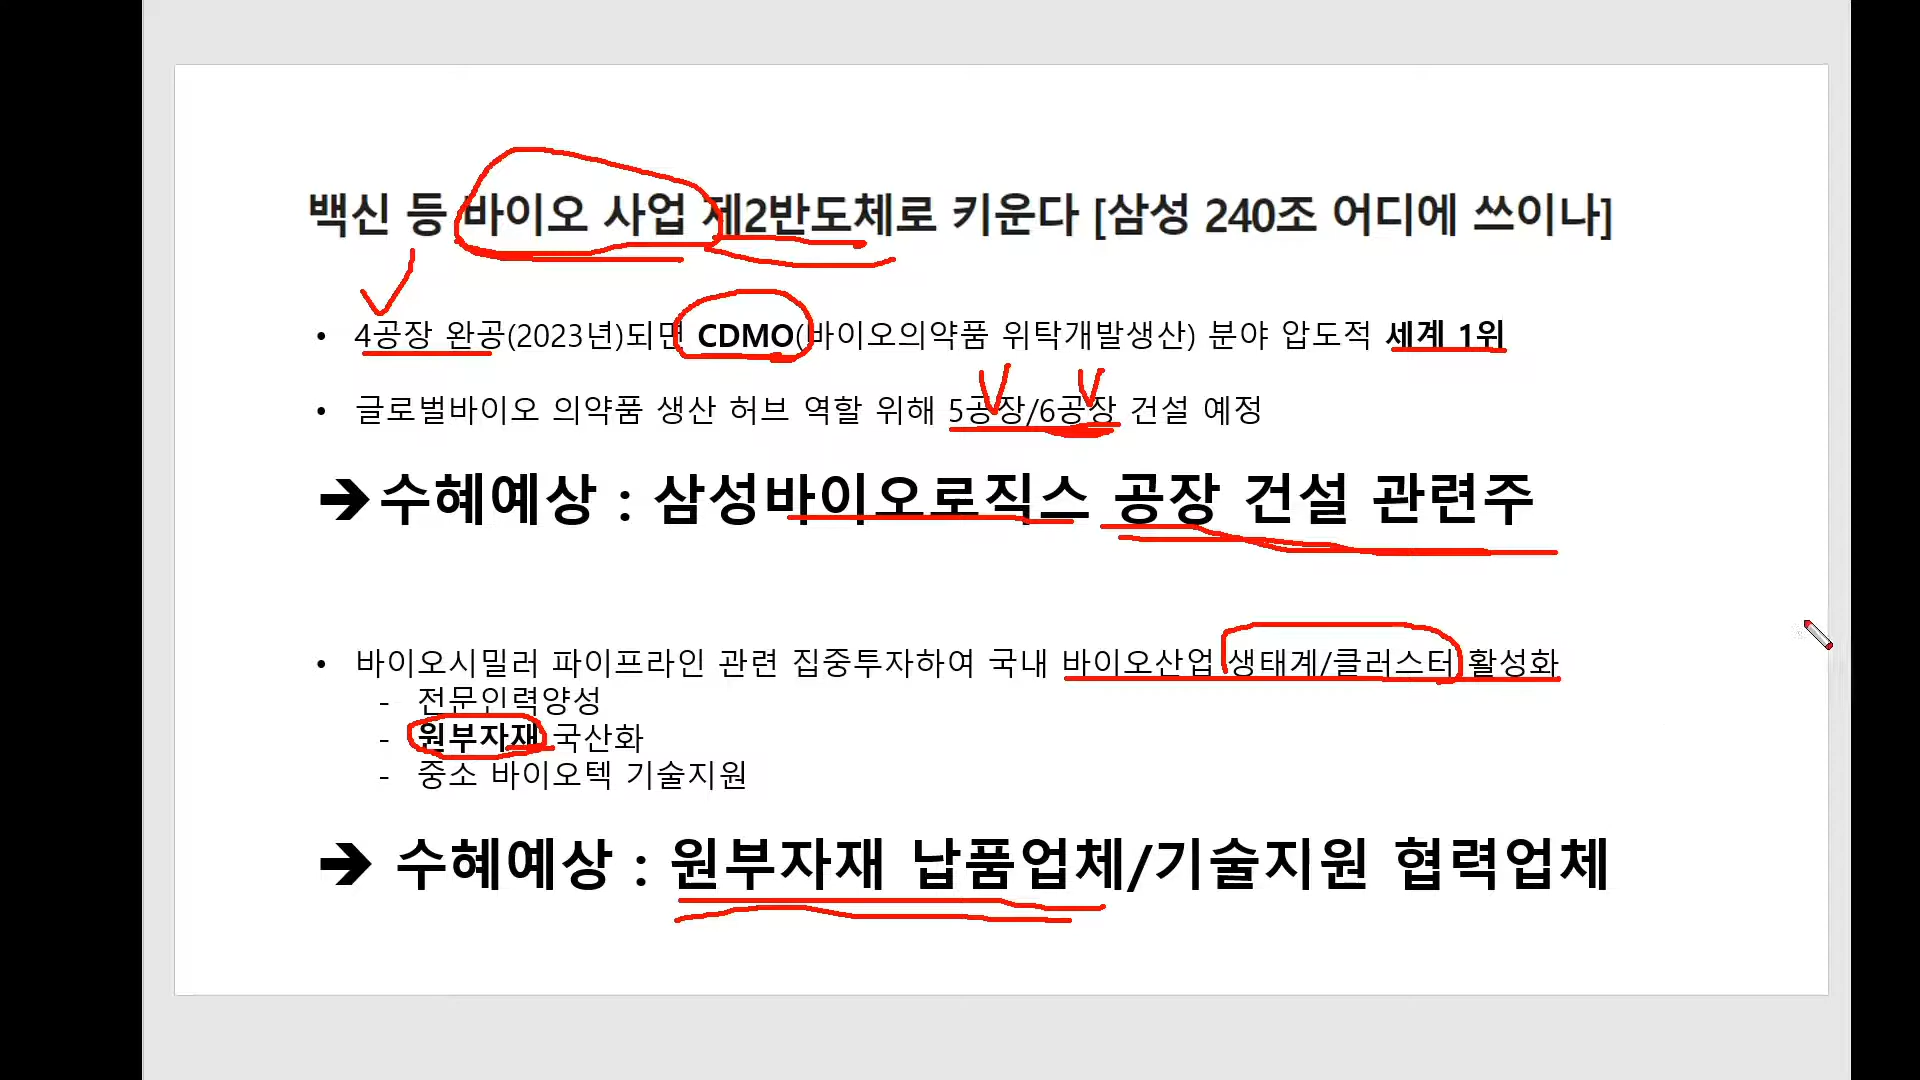 백신 등 바이오 사업 제2반도체로 키운다 [삼성 240조 어디에 쓰이나]
• 4공장 완공(2023년)되면 CDMO(바이오의약품 위탁개발생산) 분야 압도적 세계 1위
• 글로벌바이오 의약품 생산 허브 역할 위해 5공장/6공장 건설 예정
➔수혜예상 : 삼성바이오로직스 공장 건설 관련주
• 바이오시밀러 파이프라인 관련 집중투자하여 국내 바이오산업 생태계/클러스터 활성화
- 전문인력양성
- 원부자재 국산화
- 중소 바이오텍 기술지원
➔ 수혜예상 : 원부자재 납품업체/기술지원 협력업체